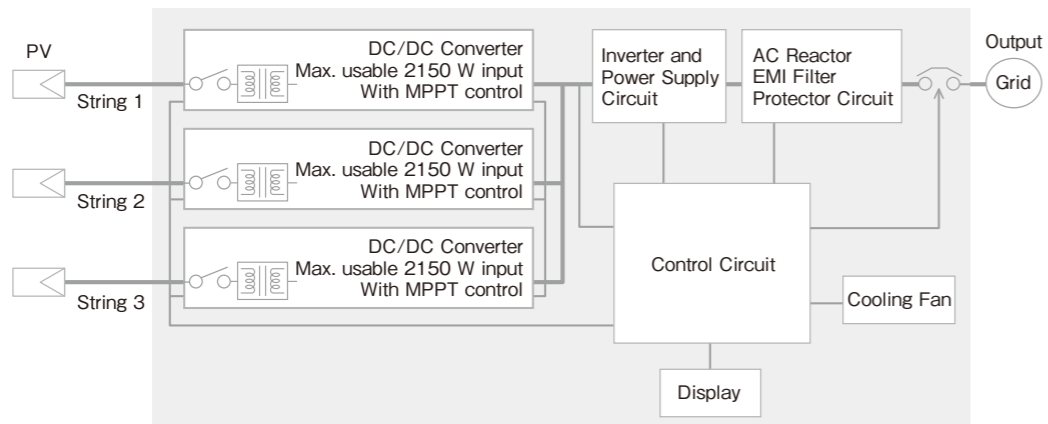 PV
String 1
String 2
String 3
DC/DC Converter
Max. usable 2150 W input
With MPPT control
DC/DC Converter
Max. usable 2150 W input
With MPPT control
DC/DC Converter
Max. usable 2150 W input
With MPPT control
Inverter and
Power Supply
Circuit
AC Reactor
EMI Filter
Protector Circuit
Output
Grid
Control Circuit
Cooling Fan
Display